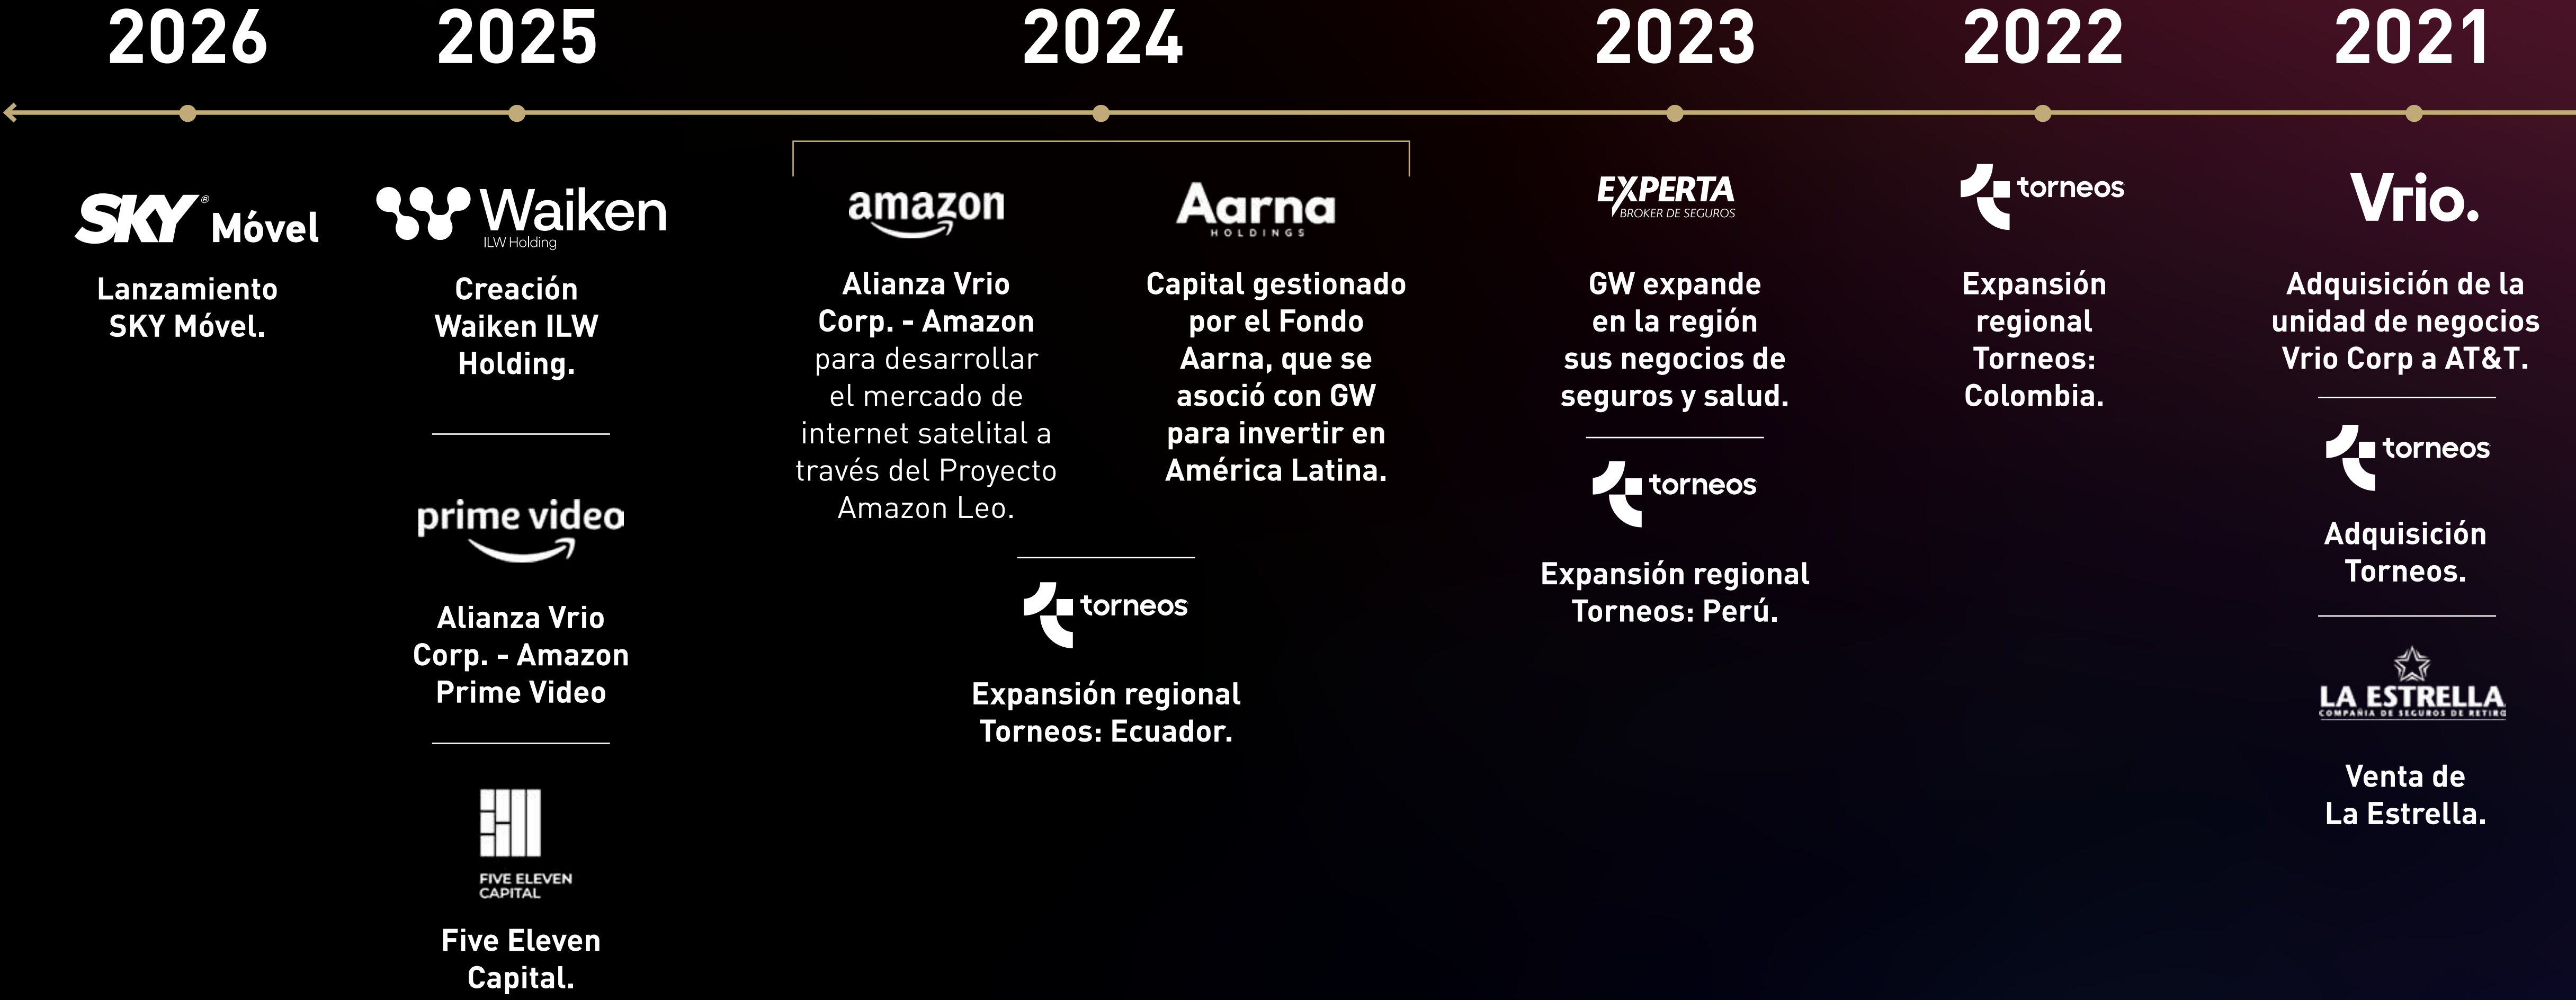 2026
SKY® Móvel
Lanzamiento
SKY Móvel.
2025
Waiken
ILW Holding
Creación
Waiken ILW
Holding.
prime video
Alianza Vrio
Corp. - Amazon
Prime Video
FIVE ELEVEN
CAPITAL
Five Eleven
Capital.
2024
amazon
Alianza Vrio
Corp. - Amazon
para desarrollar
el mercado de
internet satelital a
través del Proyecto
Amazon Leo.
Aarna
HOLDINGS
Capital gestionado
por el Fondo
Aarna, que se
asoció con GW
para invertir en
América Latina.
torneos
Expansión regional
Torneos: Ecuador.
2023
EXPERTA
BROKER DE SEGUROS
GW expande
en la región
sus negocios de
seguros y salud.
torneos
Expansión regional
Torneos: Perú.
2022
torneos
Expansión
regional
Torneos:
Colombia.
2021
Vrio.
Adquisición de la
unidad de negocios
Vrio Corp a AT&T.
torneos
Adquisición
Torneos.
LA ESTRELLA
COMPAÑIA DE SEGUROS DE RETIRO
Venta de
La Estrella.